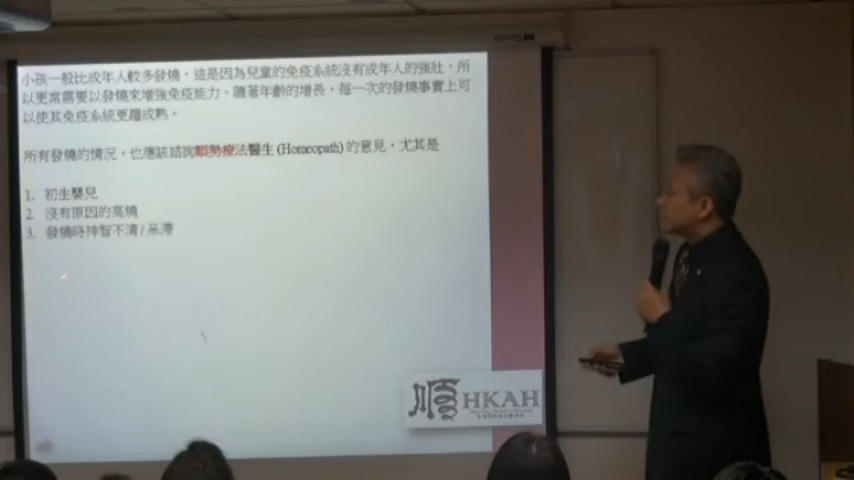 小孩一般比成年人較多發燒，這是因為兒童的免疫系統沒有成年人的強壯，所
以更常需要以發燒來增強免疫能力。隨著年齡的增長，每一次的發燒事實上可
以使其免疫系統更趨成熟。
所有發燒的情況，也應該諮詢順勢療法醫生 (Homeopath) 的意見，尤其是
1. 初生嬰兒
2. 沒有原因的高燒
3. 發燒時神智不清 / 呆滯
順 HKAH